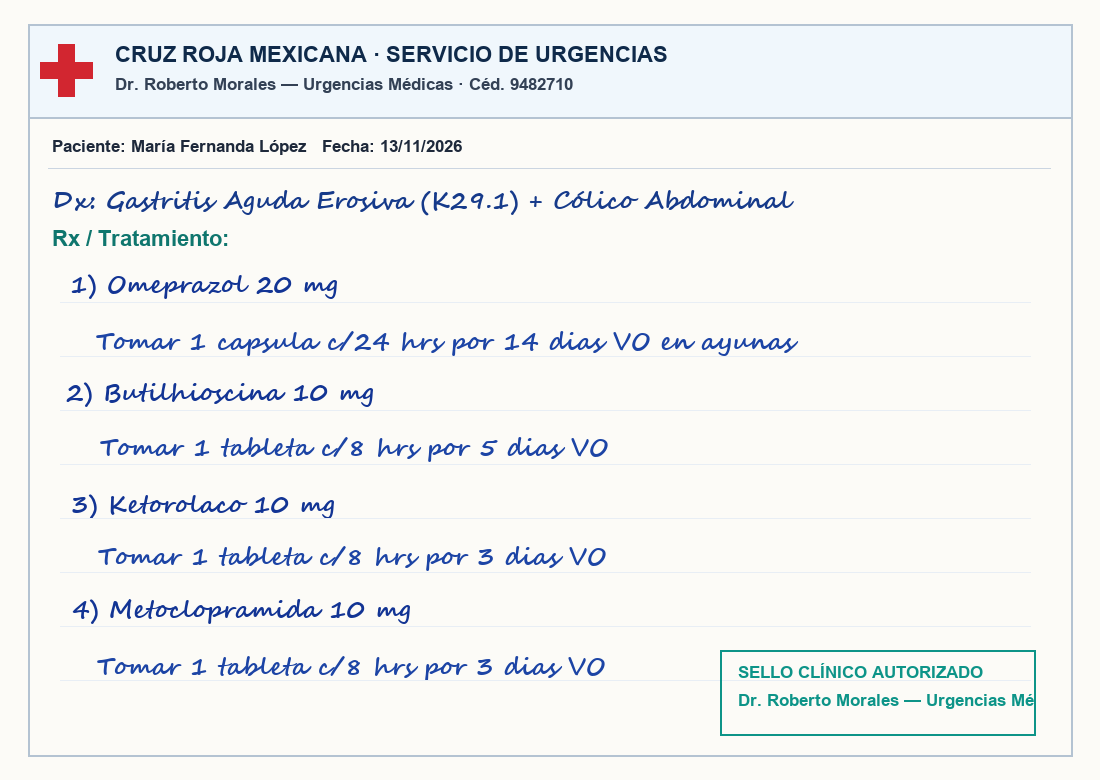 CRUZ ROJA MEXICANA · SERVICIO DE URGENCIAS
Dr. Roberto Morales — Urgencias Médicas · Céd. 9482710
Paciente: María Fernanda López Fecha: 13/11/2026
Dx: Gastritis Aguda Erosiva (K29.1) + Cólico Abdominal
Rx / Tratamiento:
1) Omeprazol 20 mg
Tomar 1 capsula c/24 hrs por 14 dias VO en ayunas
2) Butilhioscina 10 mg
Tomar 1 tableta c/8 hrs por 5 dias VO
3) Ketorolaco 10 mg
Tomar 1 tableta c/8 hrs por 3 dias VO
4) Metoclopramida 10 mg
Tomar 1 tableta c/8 hrs por 3 dias VO
SELLO CLÍNICO AUTORIZADO
Dr. Roberto Morales — Urgencias Mé